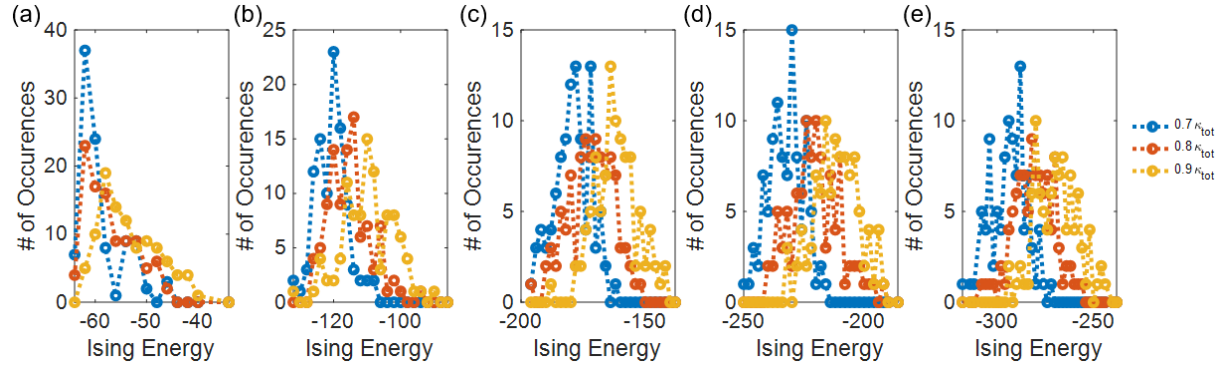 (a) (b) (c) (d) (e)
40
30
20
10
0
-60 -40
# of Occurences
Ising Energy
25
20
15
10
5
0
-120 -100
# of Occurences
Ising Energy
15
10
5
0
-200 -150
# of Occurences
Ising Energy
15
10
5
0
-250 -200
# of Occurences
Ising Energy
15
10
5
0
-300 -250
# of Occurences
Ising Energy
0.7 κtot
0.8 κtot
0.9 κtot